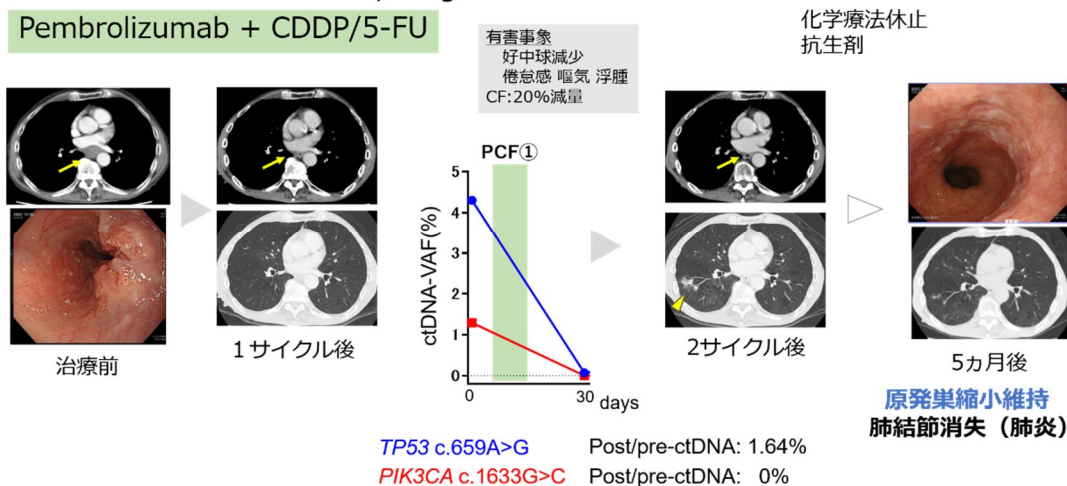 Pembrolizumab + CDDP/5-FU
有害事象
好中球減少
倦怠感 嘔気 浮腫
CF:20%減量
化学療法休止
抗生剤
治療前
1サイクル後
PCF①
ctDNA-VAF(%)
5
4
3
2
1
0
0
30
days
2サイクル後
5ヵ月後
原発巣縮小維持
肺結節消失（肺炎）
TP53 c.659A>G Post/pre-ctDNA: 1.64%
PIK3CA c.1633G>C Post/pre-ctDNA: 0%